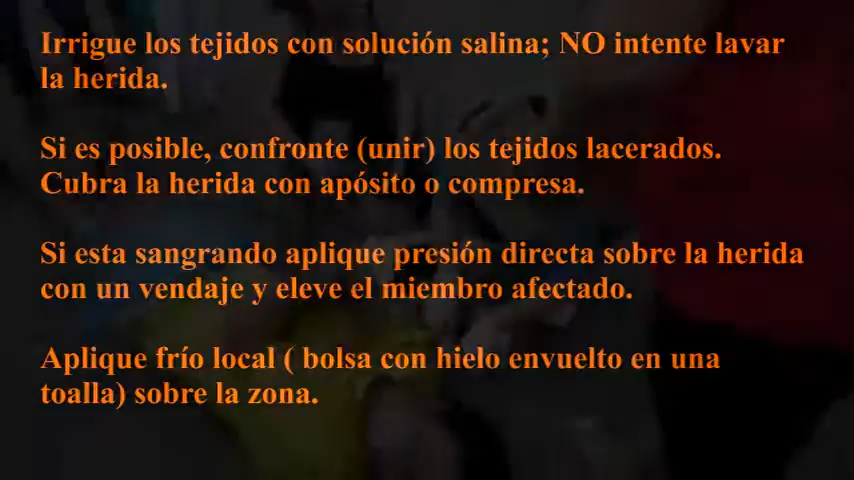 Irrigue los tejidos con solución salina; NO intente lavar
la herida.
Si es posible, confronte (unir) los tejidos lacerados.
Cubra la herida con apósito o compresa.
Si esta sangrando aplique presión directa sobre la herida
con un vendaje y eleve el miembro afectado.
Aplique frío local ( bolsa con hielo envuelto en una
toalla) sobre la zona.